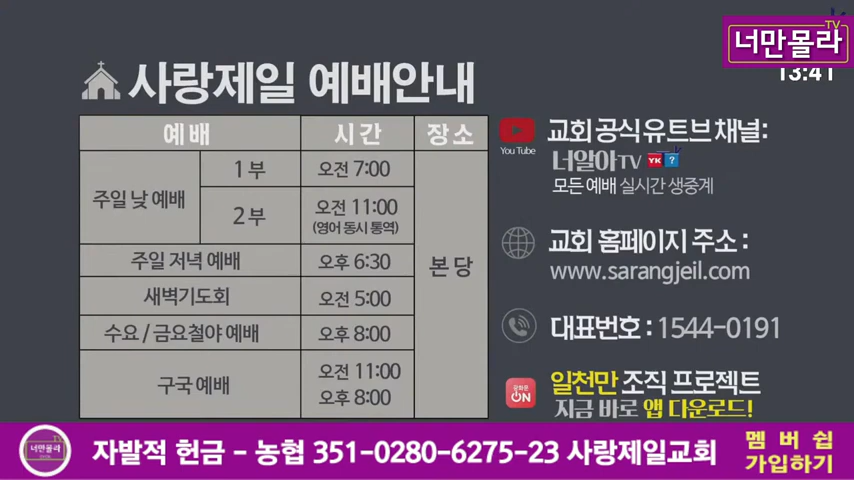 너만몰라 TV
13:41
사랑제일 예배안내
예배 시간 장소
주일 낮 예배 1부 오전 7:00
2부 오전 11:00
(영어 동시 통역)
주일 저녁 예배 오후 6:30
새벽기도회 오전 5:00
수요 / 금요철야 예배 오후 8:00
구국 예배 오전 11:00
오후 8:00
본당
You Tube
교회 공식 유트브 채널:
너알아TV YK ?
모든 예배 실시간 생중계
교회 홈페이지 주소 :
www.sarangjeil.com
대표번호 : 1544-0191
광화문
ON
일천만 조직 프로젝트
지금 바로 앱 다운로드!
너만몰라 TV
자발적 헌금 - 농협 351-0280-6275-23 사랑제일교회
멤버쉽
가입하기